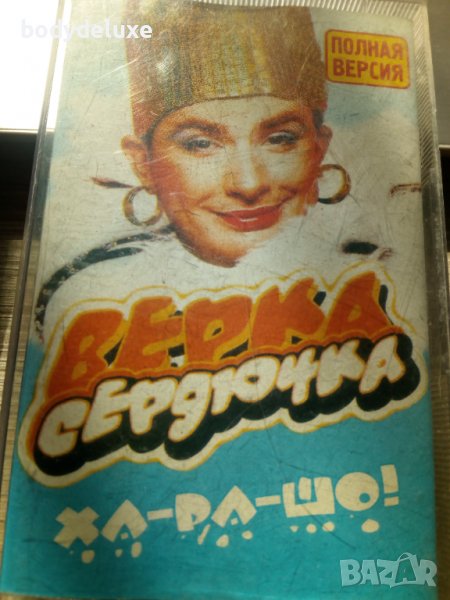 bodydeluxe
ПОЛНАЯ
ВЕРСИЯ
ВЕРКА
СЕРДЮЧКА
ХА-РА-ШО!
BAZAR